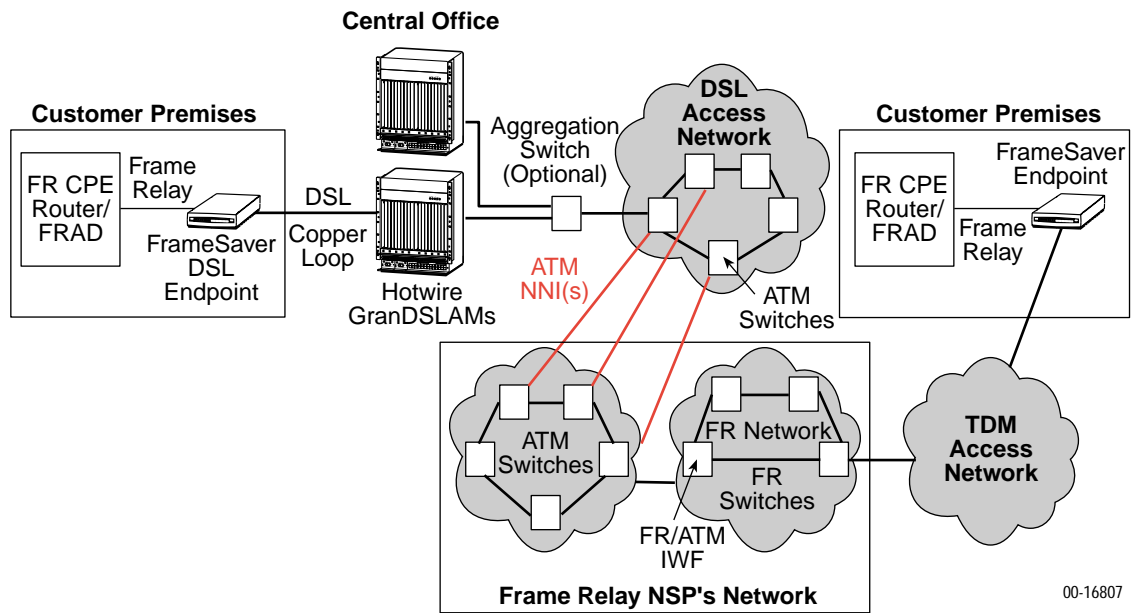 Central Office
Customer Premises
FR CPE
Router/
FRAD
Frame
Relay
FrameSaver
DSL
Endpoint
DSL
Copper
Loop
Hotwire
GranDSLAMs
Aggregation
Switch
(Optional)
DSL
Access
Network
ATM
NNI(s)
ATM
Switches
Customer Premises
FR CPE
Router/
FRAD
FrameSaver
Endpoint
Frame
Relay
ATM
Switches
FR Network
FR
Switches
FR/ATM
IWF
TDM
Access
Network
Frame Relay NSP's Network
00-16807